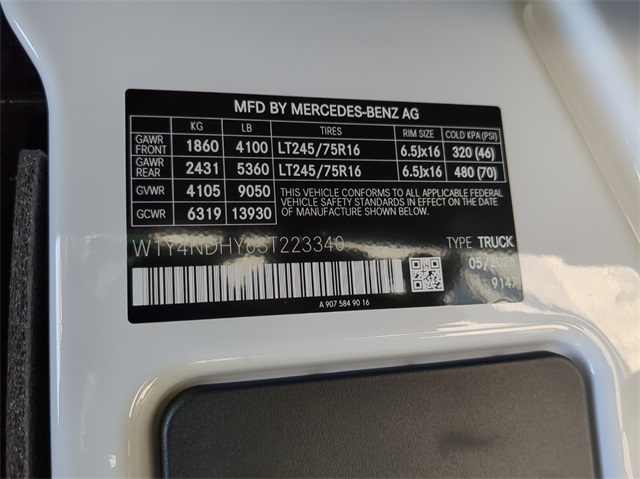 MFD BY MERCEDES-BENZ AG
KG LB TIRES RIM SIZE COLD KPA (PSI)
GAWR FRONT 1860 4100 LT245/75R16 6.5Jx16 320 (46)
GAWR REAR 2431 5360 LT245/75R16 6.5Jx16 480 (70)
GVWR 4105 9050 THIS VEHICLE CONFORMS TO ALL APPLICABLE FEDERAL
VEHICLE SAFETY STANDARDS IN EFFECT ON THE DATE
GCWR 6319 13930 OF MANUFACTURE SHOWN ABOVE.
TYPE TRUCK
A 907 584 90 16